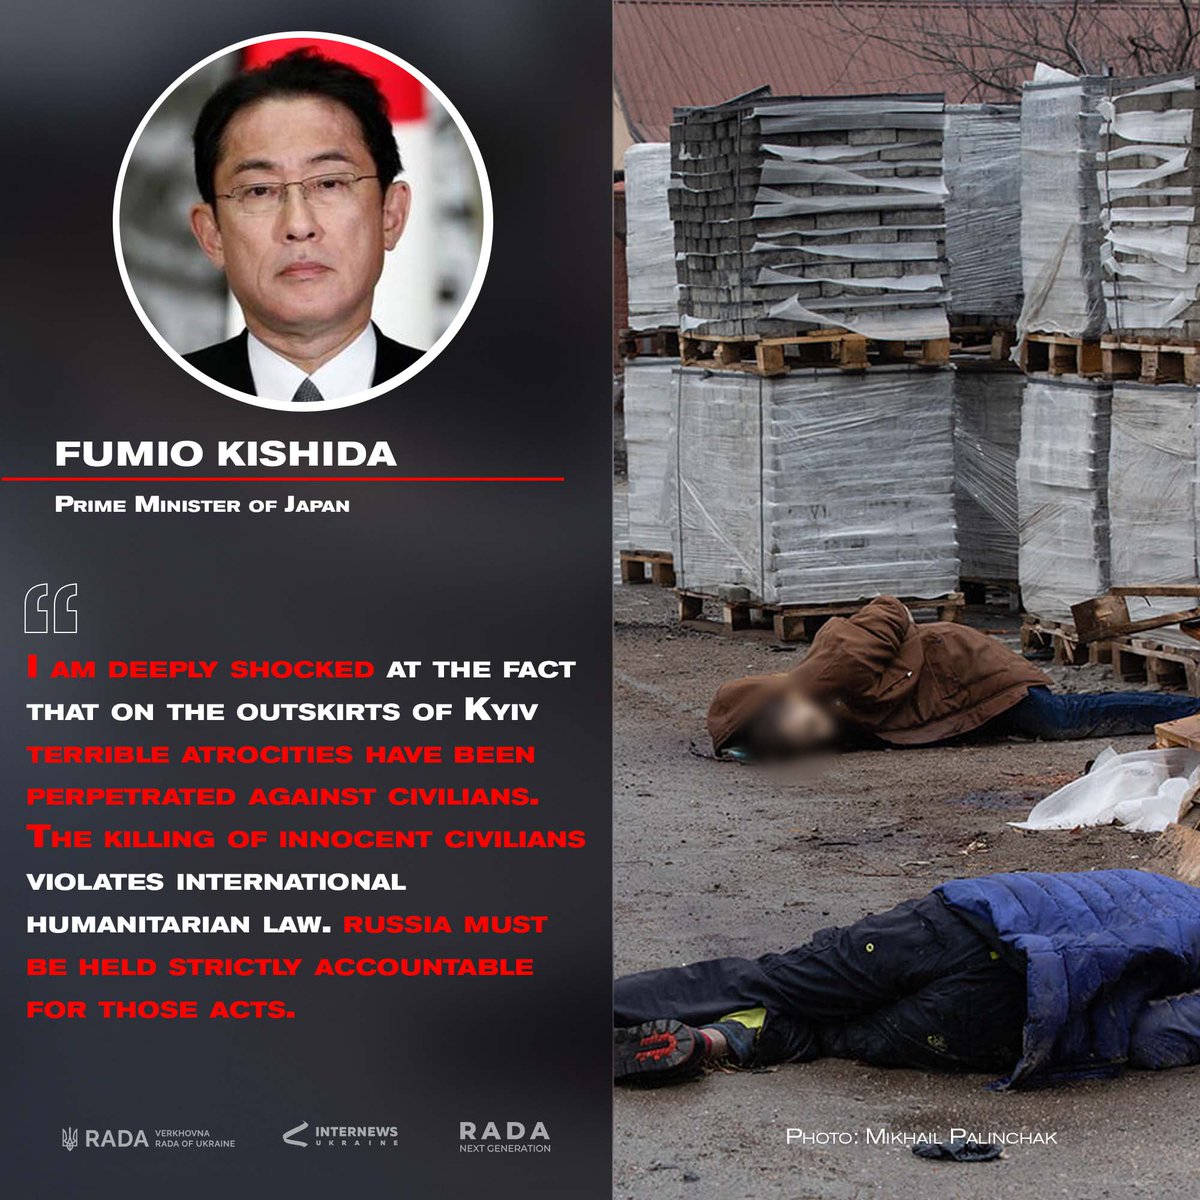 FUMIO KISHIDA
PRIME MINISTER OF JAPAN
I AM DEEPLY SHOCKED AT THE FACT
THAT ON THE OUTSKIRTS OF KYIV
TERRIBLE ATROCITIES HAVE BEEN
PERPETRATED AGAINST CIVILIANS.
THE KILLING OF INNOCENT CIVILIANS
VIOLATES INTERNATIONAL
HUMANITARIAN LAW. RUSSIA MUST
BE HELD STRICTLY ACCOUNTABLE
FOR THOSE ACTS.
RADA VERKHOVNA
RADA OF UKRAINE
INTERNEWS
UKRAINE
RADA
NEXT GENERATION
PHOTO: MIKHAIL PALINCHAK